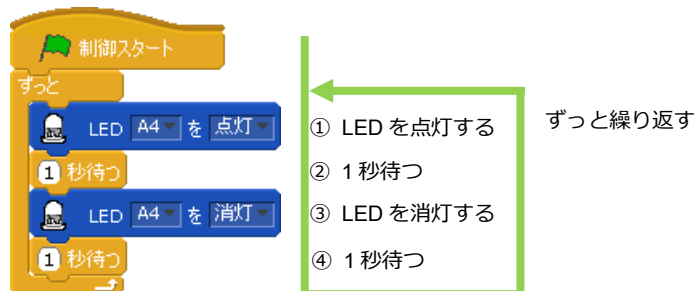 制御スタート
ずっと
LED A4 を 点灯
1 秒待つ
LED A4 を 消灯
1 秒待つ
① LED を点灯する
② 1 秒待つ
③ LED を消灯する
④ 1 秒待つ
ずっと繰り返す